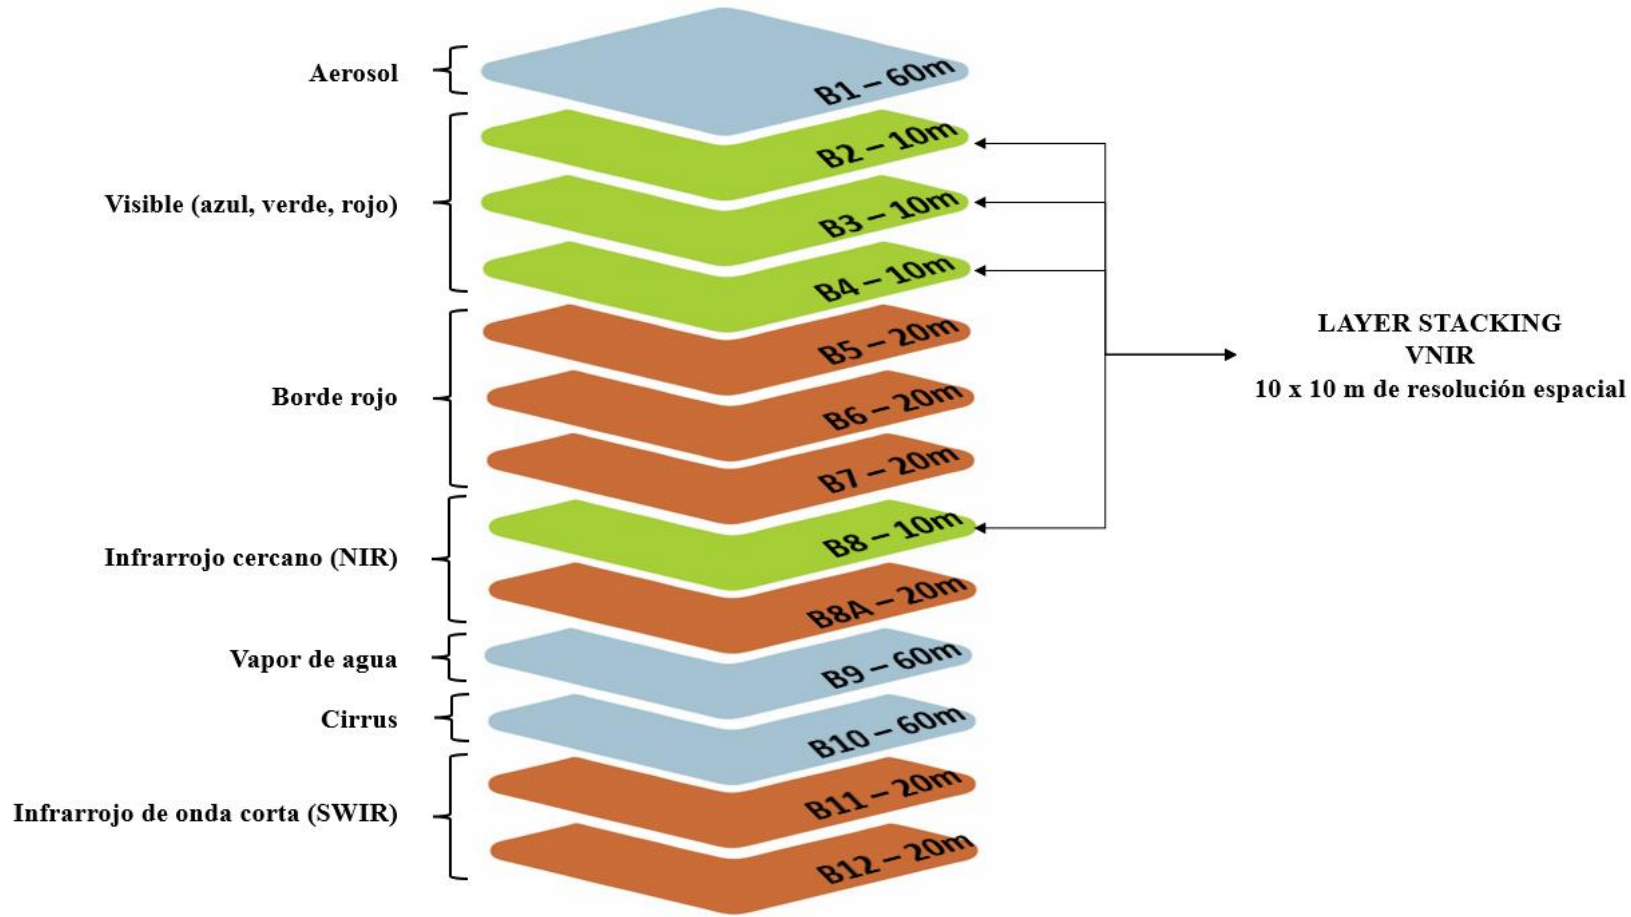 Aerosol
B1 – 60m
Visible (azul, verde, rojo)
B2 – 10m
B3 – 10m
B4 – 10m
Borde rojo
B5 – 20m
B6 – 20m
B7 – 20m
Infrarrojo cercano (NIR)
B8 – 10m
B8A – 20m
Vapor de agua
B9 – 60m
Cirrus
B10 – 60m
Infrarrojo de onda corta (SWIR)
B11 – 20m
B12 – 20m
LAYER STACKING
VNIR
10 x 10 m de resolución espacial